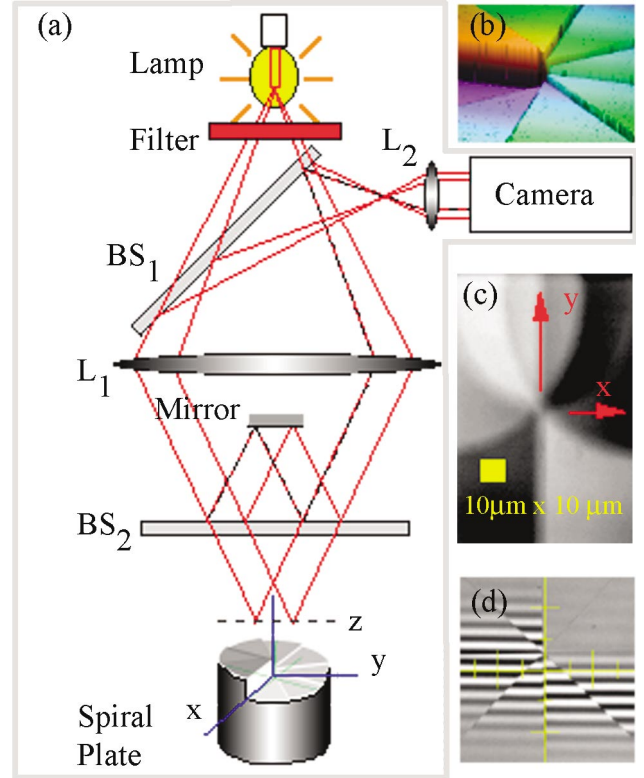 (a)
Lamp
Filter
BS1
L1
Mirror
BS2
z
y
x
Spiral
Plate
L2
Camera
(b)
(c)
y
x
10μm x 10 μm
(d)